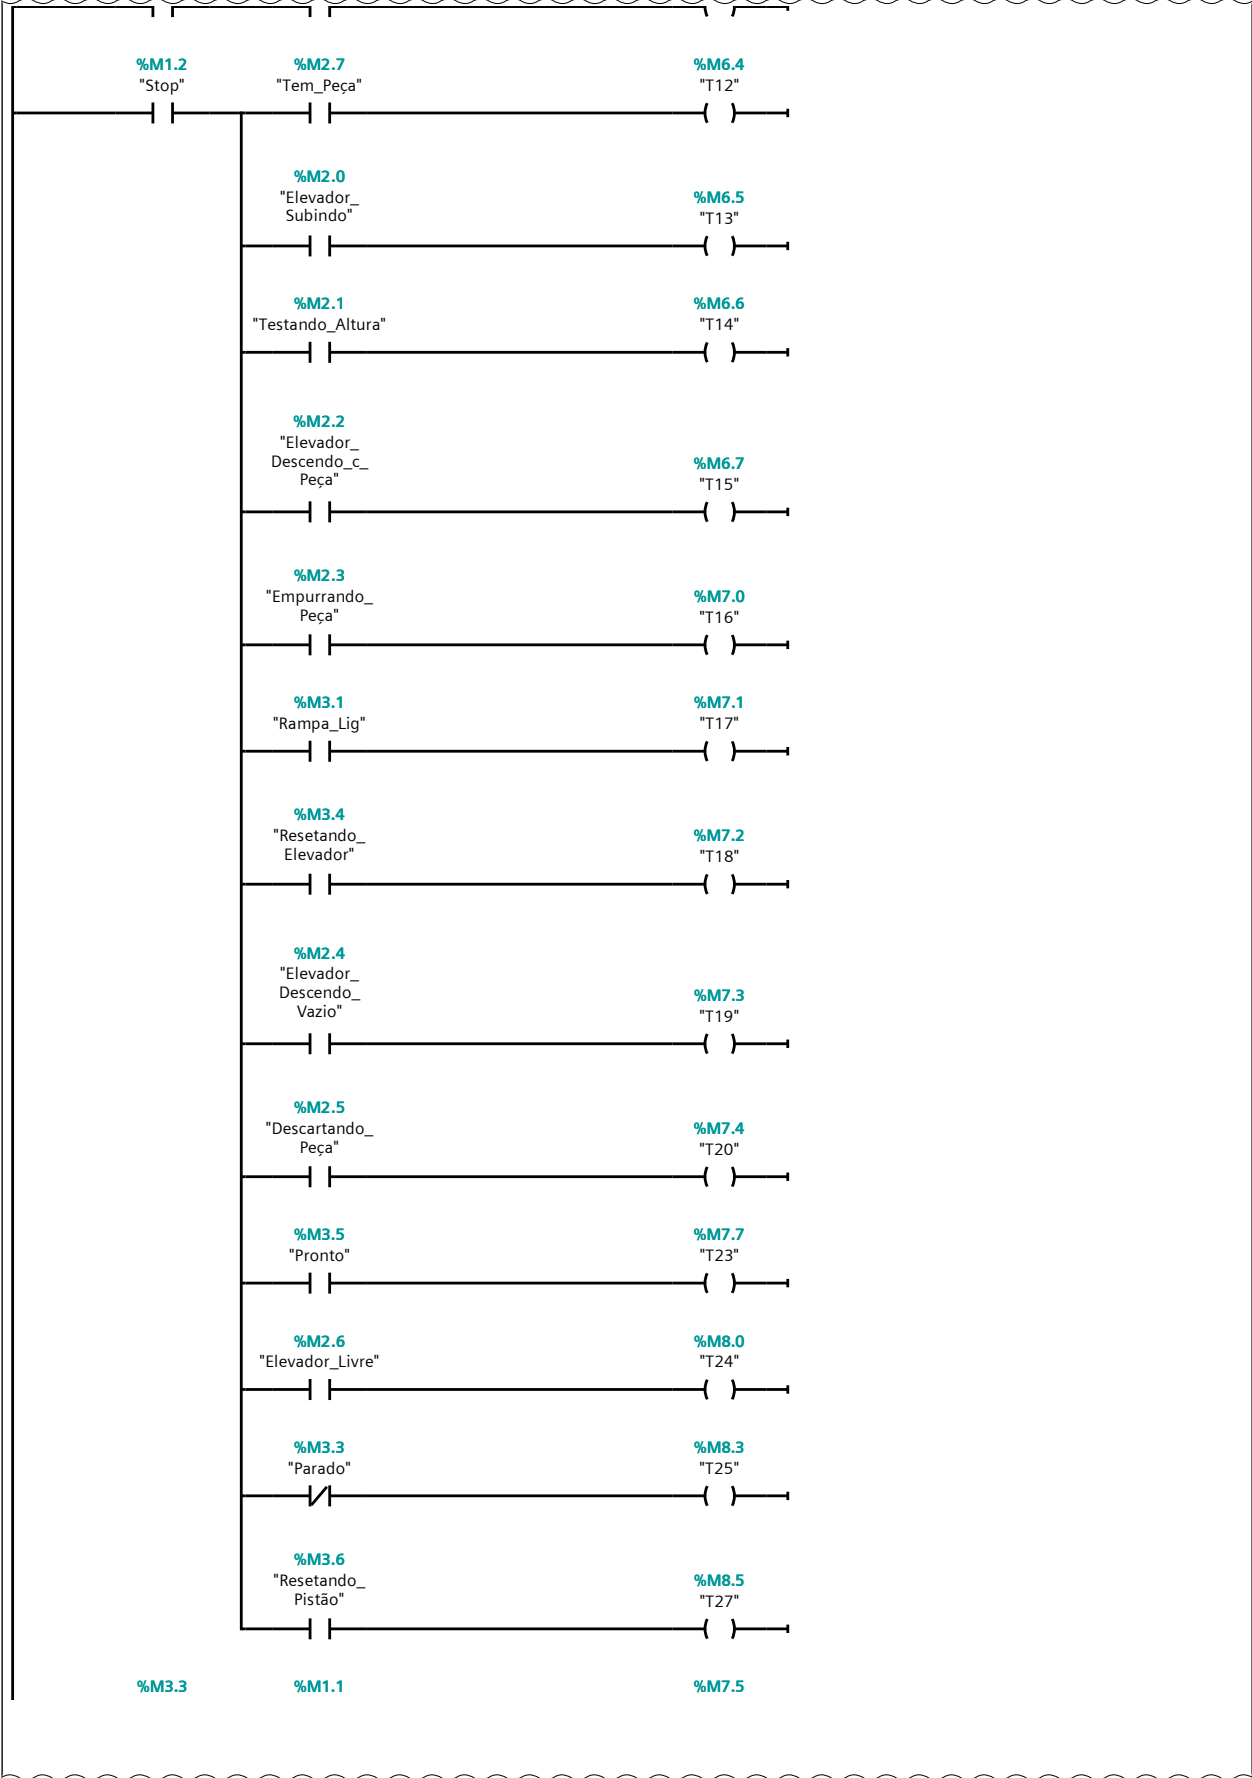 %M1.2 %M2.7 %M6.4
"Stop" "Tem_Peça" "T12"
%M2.0
"Elevador_ %M6.5
Subindo" "T13"
%M2.1 %M6.6
"Testando_Altura" "T14"
%M2.2
"Elevador_
Descendo_c_ %M6.7
Peça" "T15"
%M2.3
"Empurrando_ %M7.0
Peça" "T16"
%M3.1 %M7.1
"Rampa_Lig" "T17"
%M3.4
"Resetando_ %M7.2
Elevador" "T18"
%M2.4
"Elevador_
Descendo_ %M7.3
Vazio" "T19"
%M2.5
"Descartando_ %M7.4
Peça" "T20"
%M3.5 %M7.7
"Pronto" "T23"
%M2.6 %M8.0
"Elevador_Livre" "T24"
%M3.3 %M8.3
"Parado" "T25"
%M3.6
"Resetando_ %M8.5
Pistão" "T27"
%M3.3 %M1.1 %M7.5